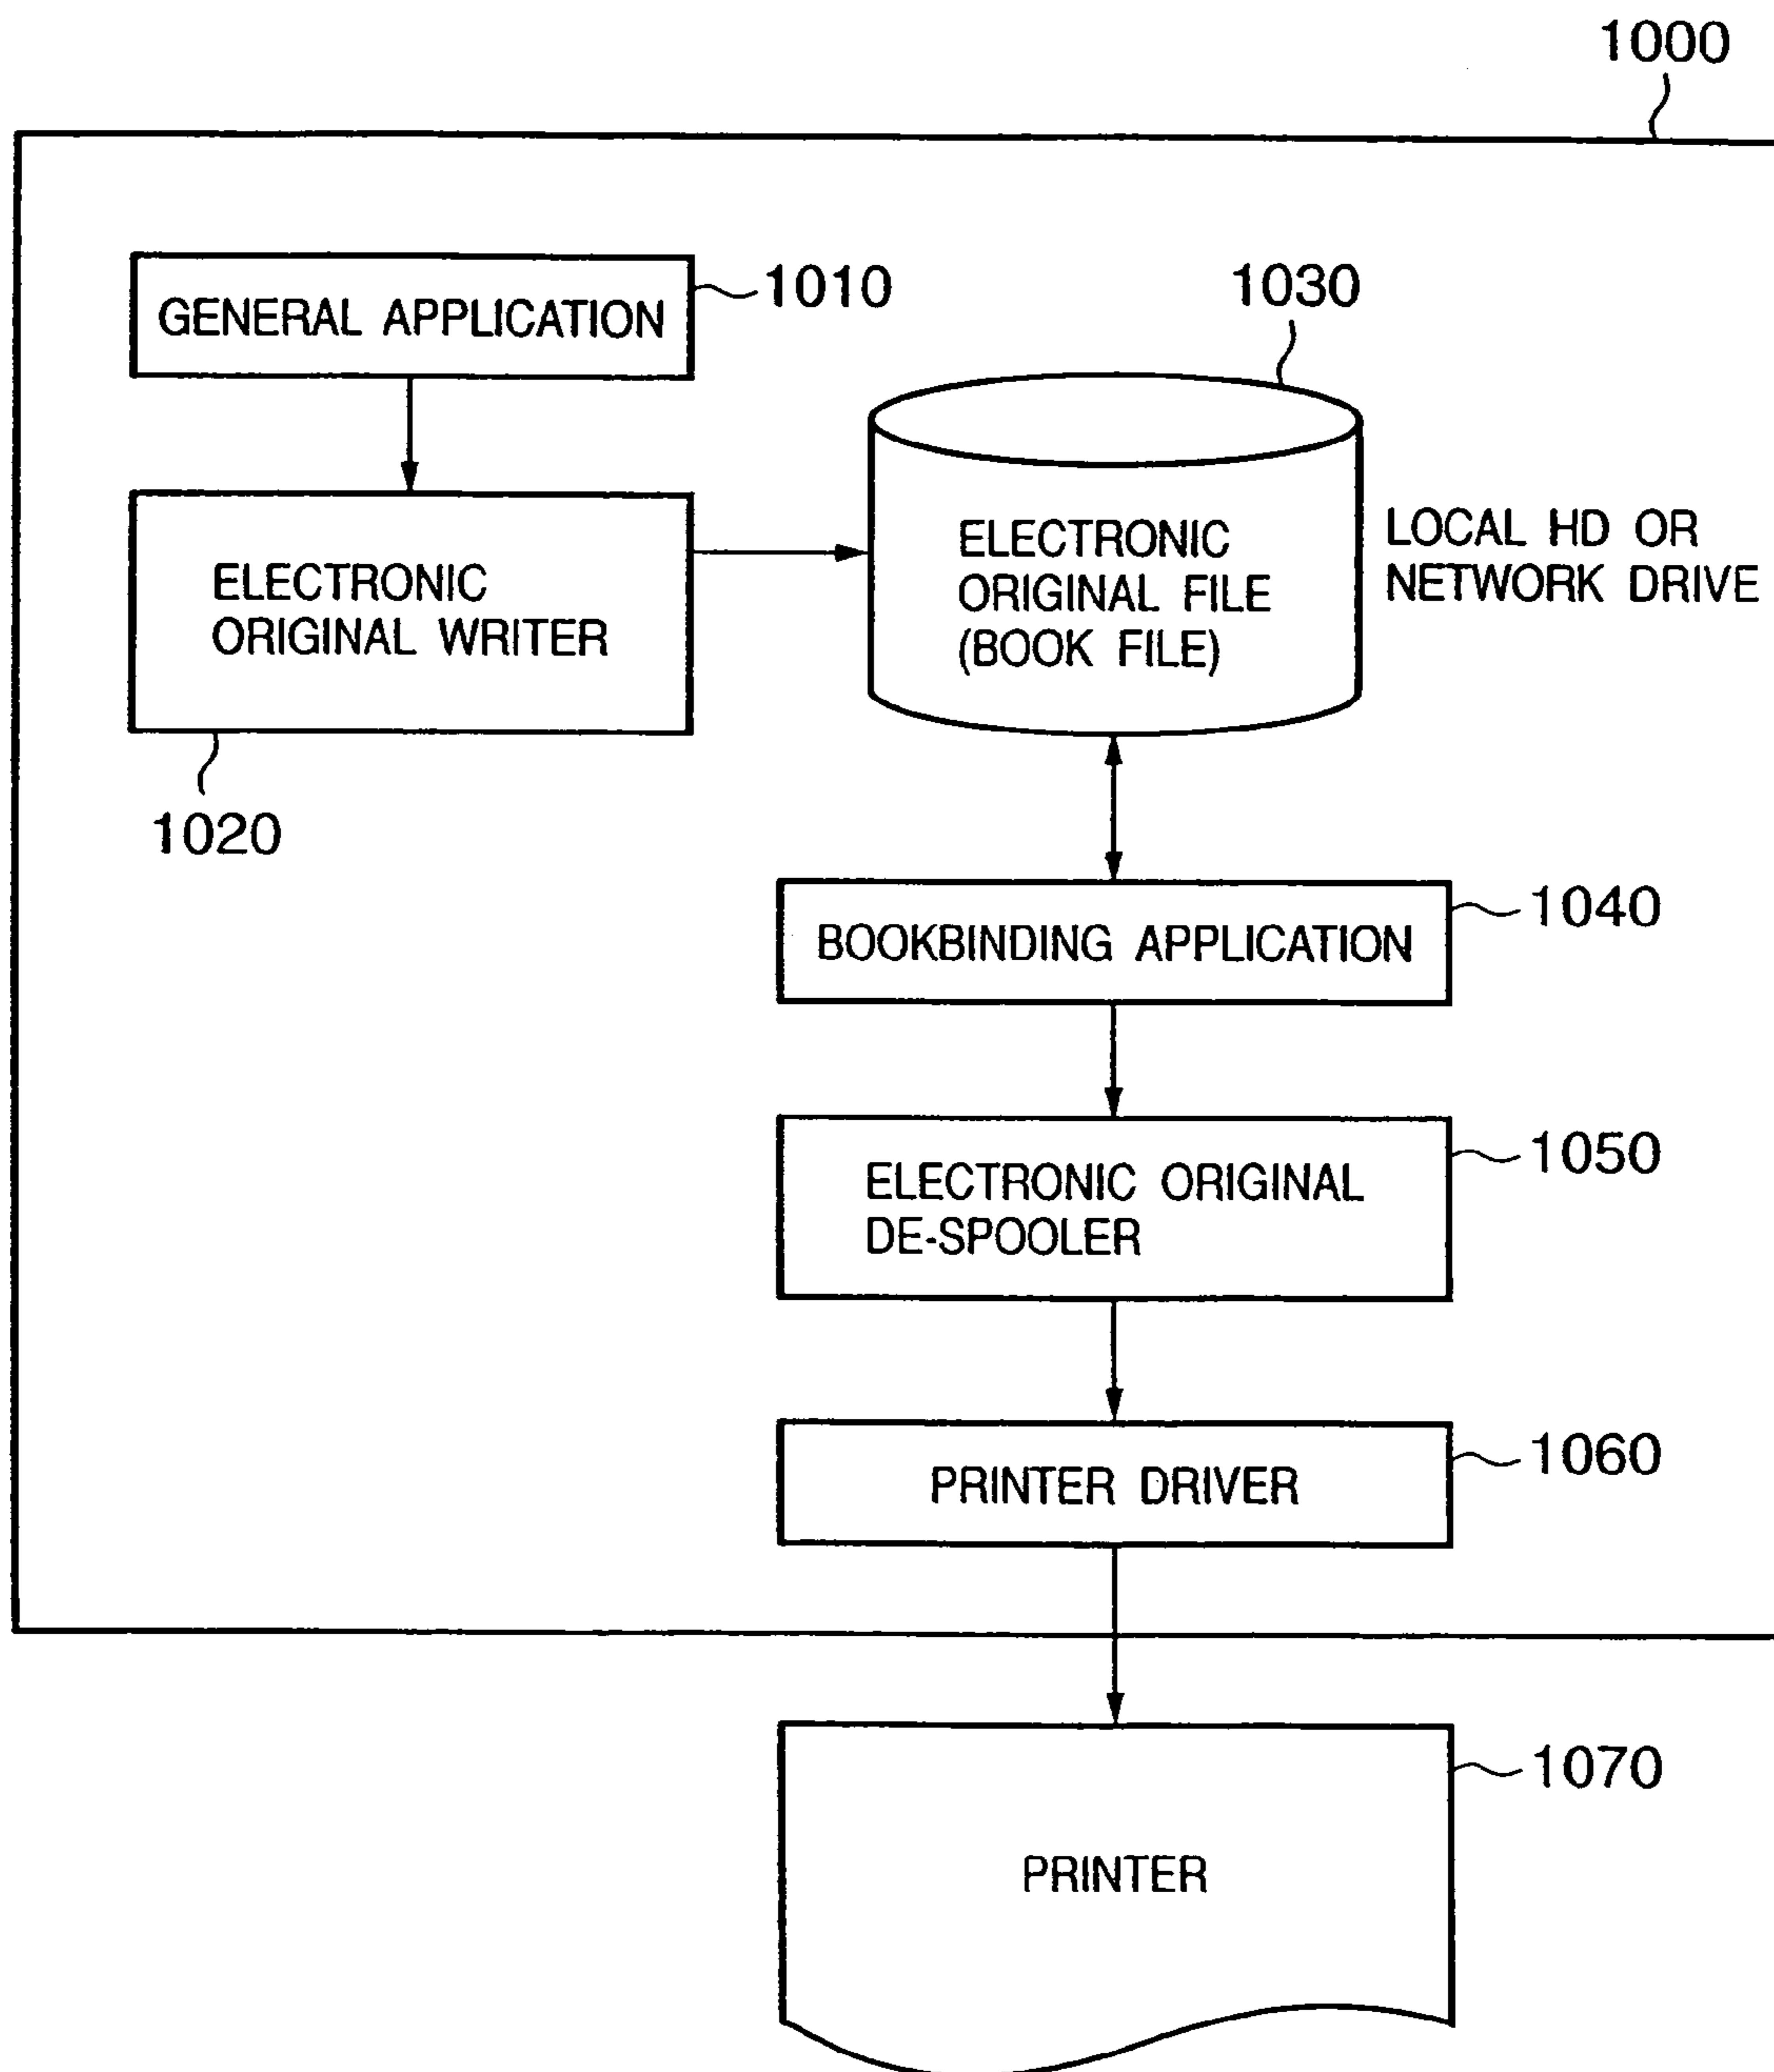 1000
GENERAL APPLICATION
1010
1030
ELECTRONIC
ORIGINAL WRITER
1020
ELECTRONIC
ORIGINAL FILE
(BOOK FILE)
LOCAL HD OR
NETWORK DRIVE
BOOKBINDING APPLICATION
1040
ELECTRONIC ORIGINAL
DE-SPOOLER
1050
PRINTER DRIVER
1060
PRINTER
1070